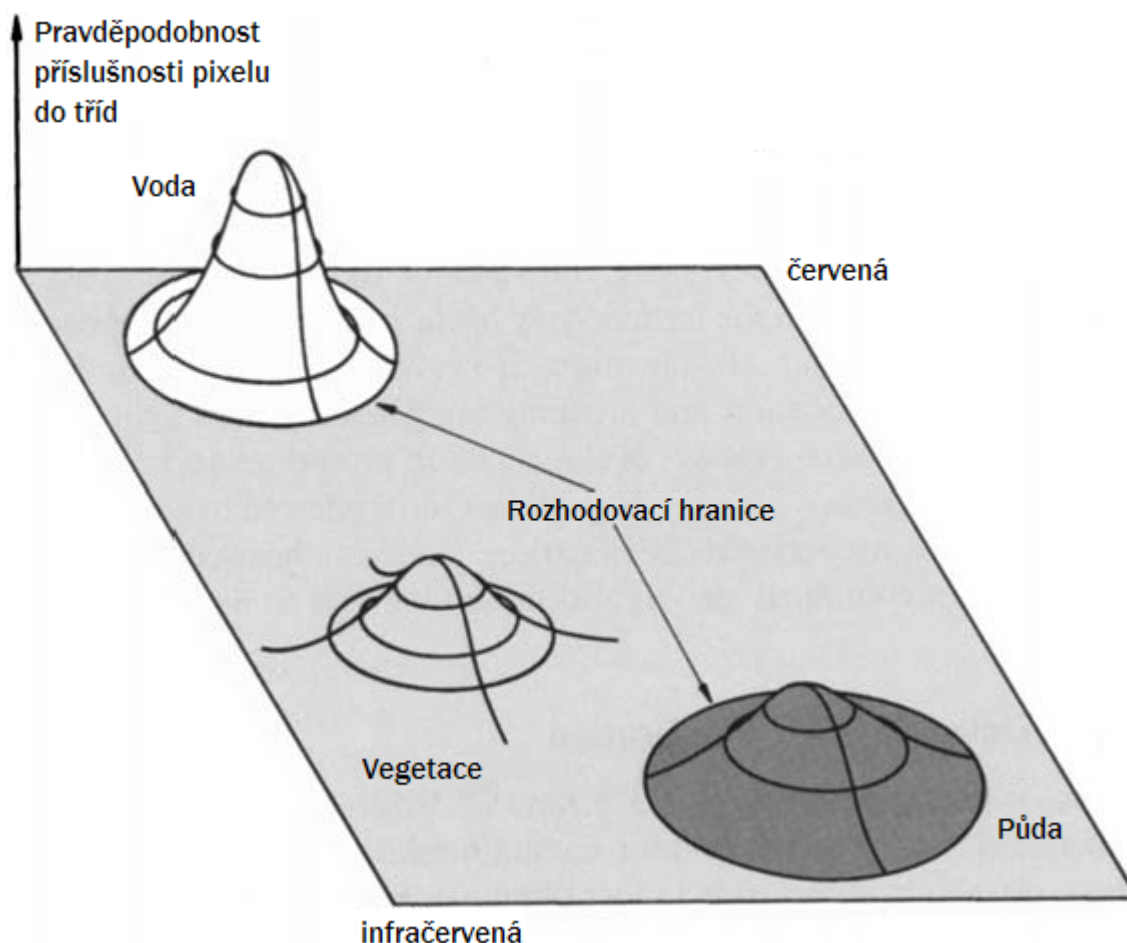 Pravděpodobnost
příslušnosti pixelu
do tříd
Voda
červená
Rozhodovací hranice
Vegetace
Půda
infračervená